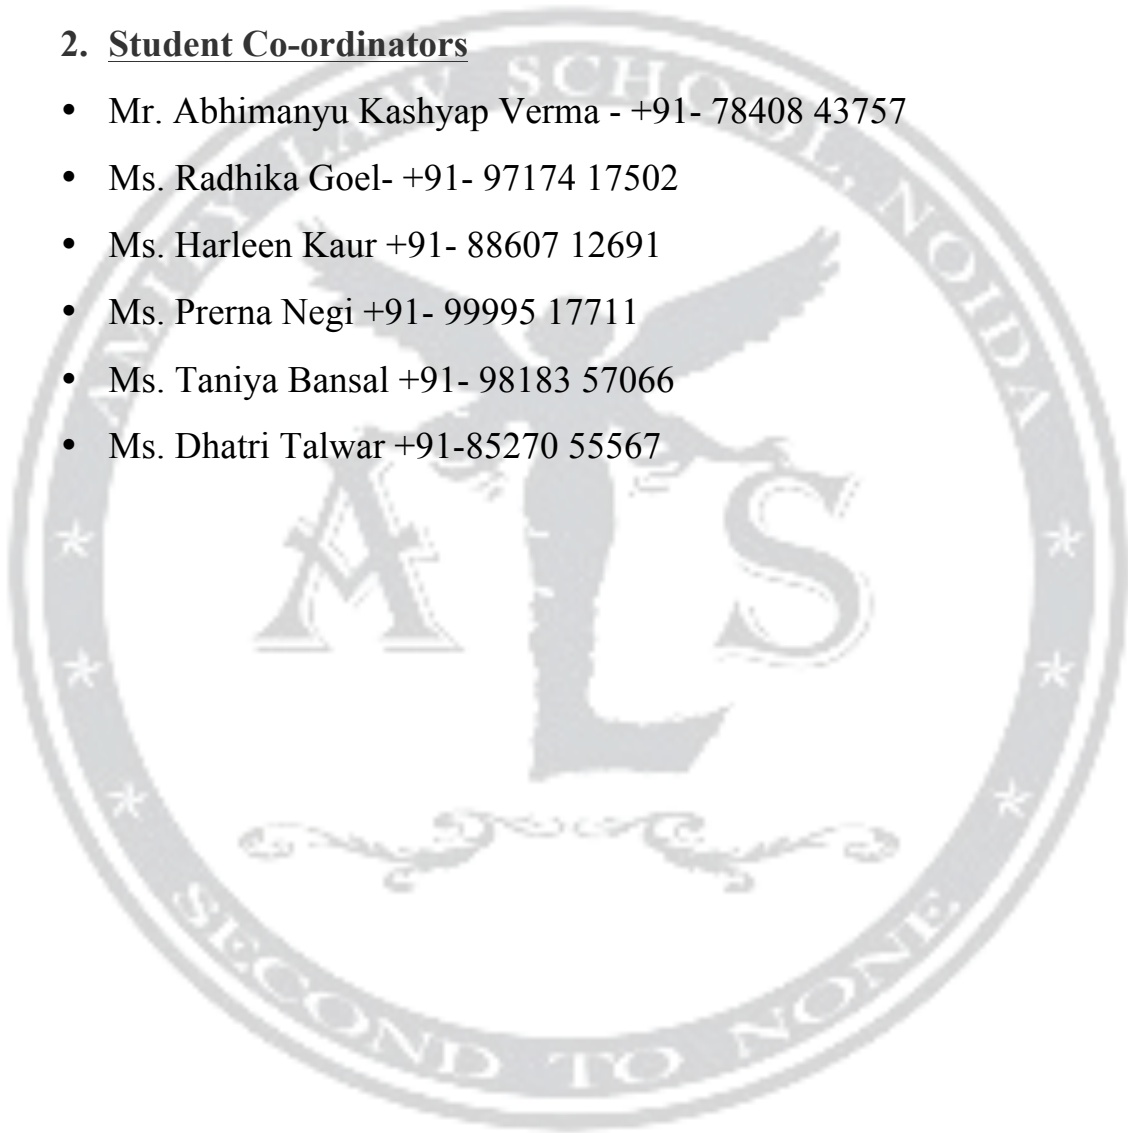 2. Student Co-ordinators
• Mr. Abhimanyu Kashyap Verma - +91- 78408 43757
• Ms. Radhika Goel- +91- 97174 17502
• Ms. Harleen Kaur +91- 88607 12691
• Ms. Prerna Negi +91- 99995 17711
• Ms. Taniya Bansal +91- 98183 57066
• Ms. Dhatri Talwar +91-85270 55567
AMITY LAW SCHOOL, NOIDA
ALS
SECOND TO NONE